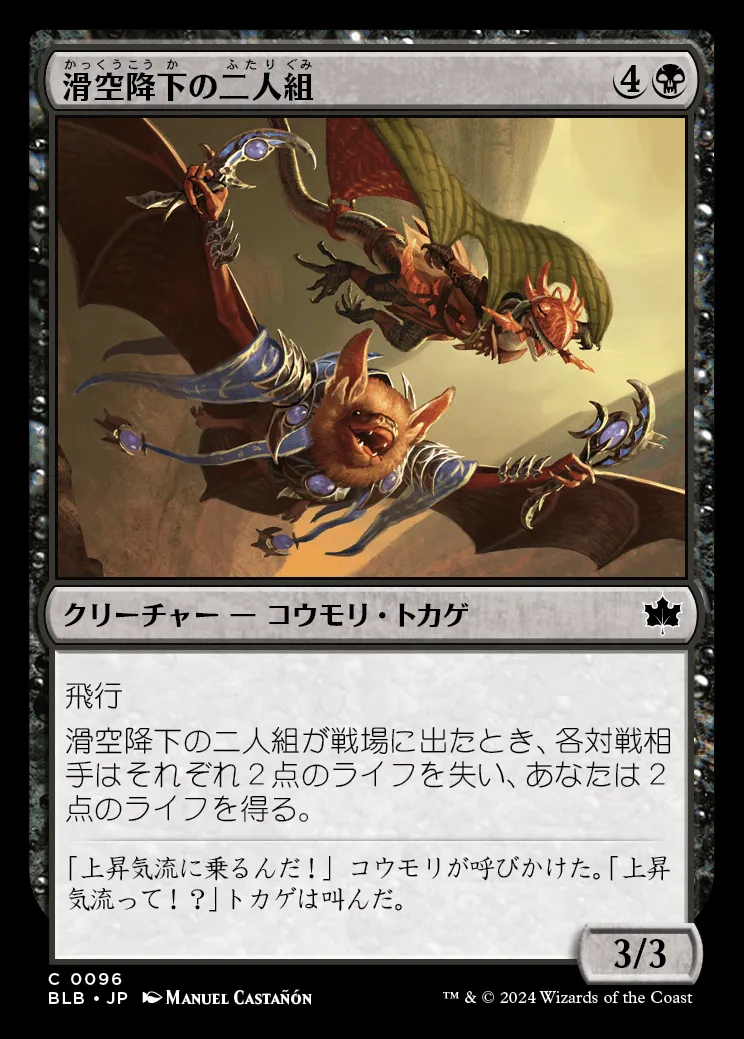 かっくうこうか ふたりぐみ
滑空降下の二人組 4
クリーチャー — コウモリ・トカゲ
飛行
滑空降下の二人組が戦場に出たとき、各対戦相
手はそれぞれ2点のライフを失い、あなたは2
点のライフを得る。
「上昇気流に乗るんだ!」 コウモリが呼びかけた。「上昇
気流って!?」トカゲは叫んだ。
3/3
C 0096
BLB • JP MANUEL CASTAÑÓN
™ & © 2024 Wizards of the Coast